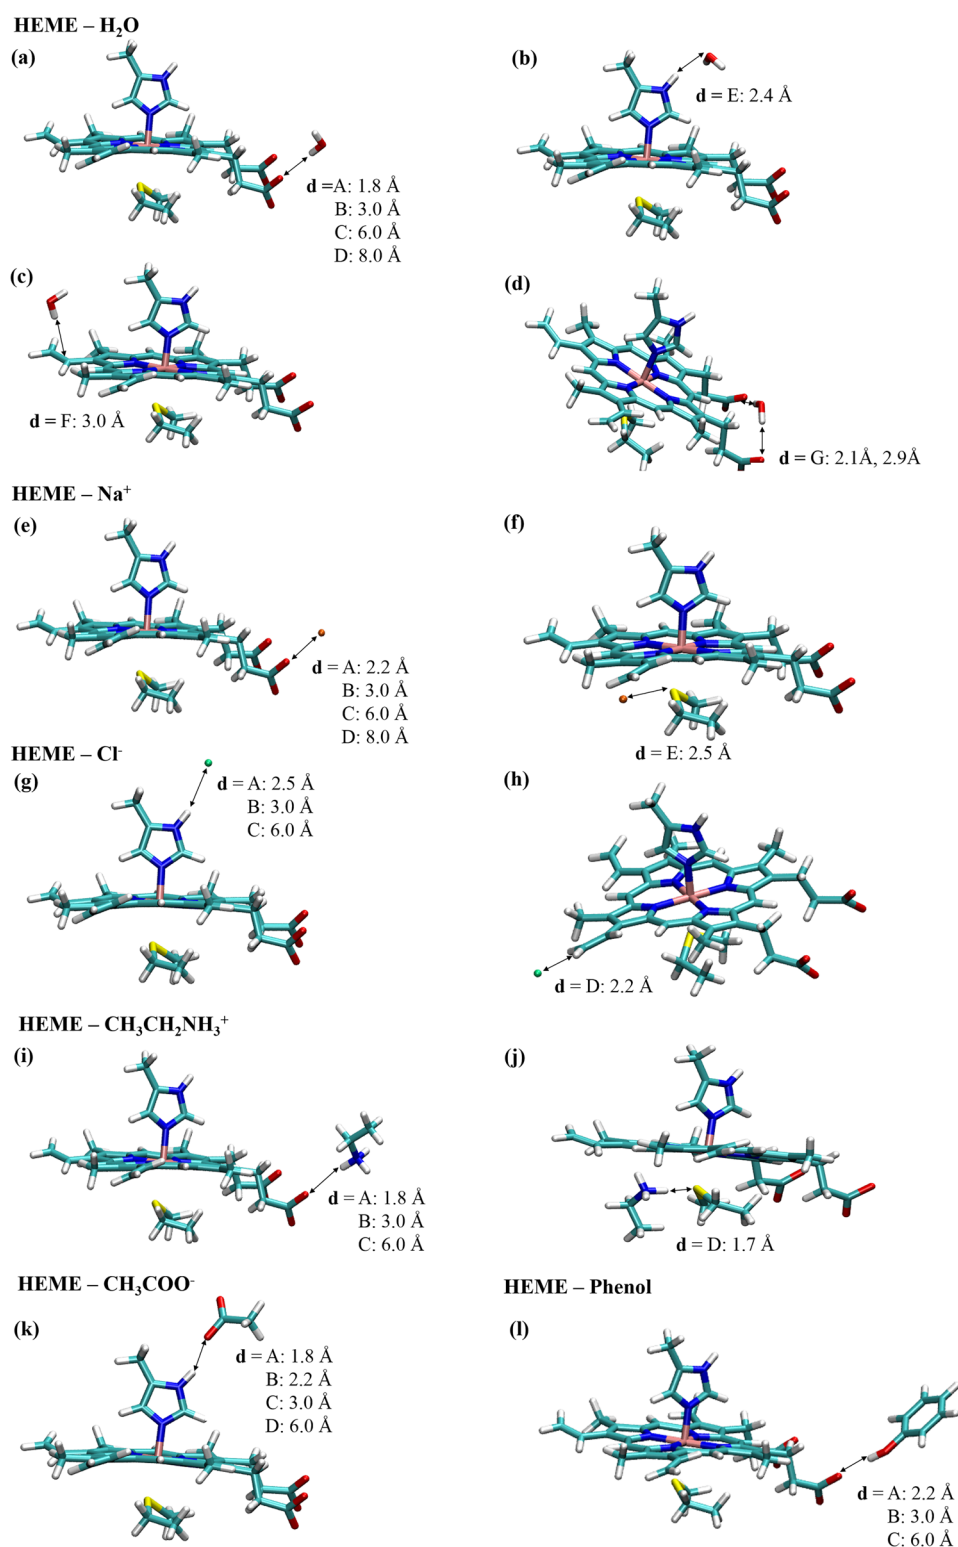 HEME – H₂O
(a)
d =A: 1.8 Å
B: 3.0 Å
C: 6.0 Å
D: 8.0 Å
(b)
d = E: 2.4 Å
(c)
d = F: 3.0 Å
(d)
d = G: 2.1Å, 2.9Å
HEME – Na⁺
(e)
d = A: 2.2 Å
B: 3.0 Å
C: 6.0 Å
D: 8.0 Å
(f)
d = E: 2.5 Å
HEME – Cl⁻
(g)
d = A: 2.5 Å
B: 3.0 Å
C: 6.0 Å
(h)
d = D: 2.2 Å
HEME – CH₃CH₂NH₃⁺
(i)
d = A: 1.8 Å
B: 3.0 Å
C: 6.0 Å
(j)
d = D: 1.7 Å
HEME – CH₃COO⁻
(k)
d = A: 1.8 Å
B: 2.2 Å
C: 3.0 Å
D: 6.0 Å
HEME – Phenol
(l)
d = A: 2.2 Å
B: 3.0 Å
C: 6.0 Å